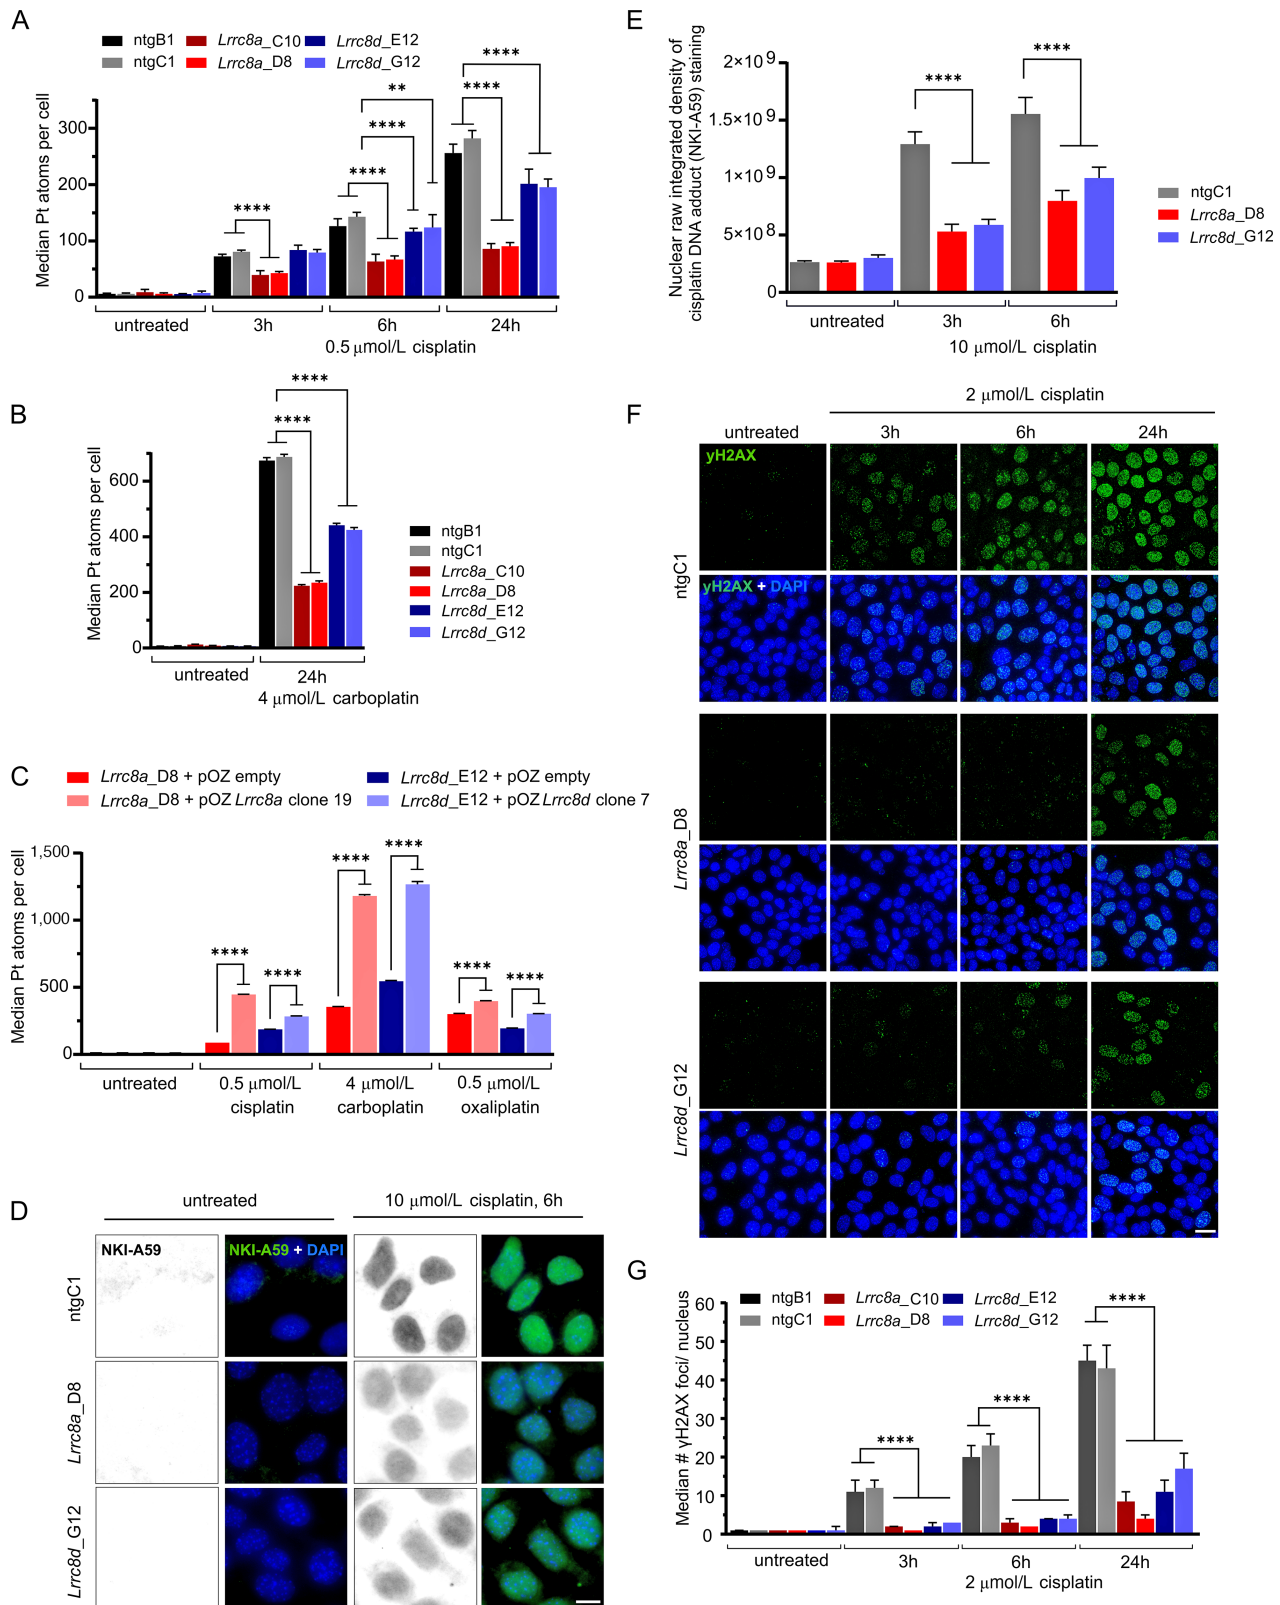 A
ntgB1 Lrrc8a_C10 Lrrc8d_E12
ntgC1 Lrrc8a_D8 Lrrc8d_G12
Median Pt atoms per cell
300
200
100
0
****
****
****
**
****
****
untreated 3h 6h 24h
0.5 μmol/L cisplatin
B
Median Pt atoms per cell
600
400
200
0
****
****
untreated 24h
4 μmol/L carboplatin
ntgB1
ntgC1
Lrrc8a_C10
Lrrc8a_D8
Lrrc8d_E12
Lrrc8d_G12
C
Lrrc8a_D8 + pOZ empty Lrrc8d_E12 + pOZ empty
Lrrc8a_D8 + pOZ Lrrc8a clone 19 Lrrc8d_E12 + pOZ Lrrc8d clone 7
Median Pt atoms per cell
1,500
1,000
500
0
****
****
****
****
****
****
untreated 0.5 μmol/L 4 μmol/L 0.5 μmol/L
cisplatin carboplatin oxaliplatin
D
untreated 10 μmol/L cisplatin, 6h
NKI-A59 NKI-A59 + DAPI
ntgC1
Lrrc8a_D8
Lrrc8d_G12
E
Nuclear raw integrated density of
cisplatin DNA adduct (NKI-A59) staining
2×10⁹
1.5×10⁹
1×10⁹
5×10⁸
0
****
****
untreated 3h 6h
10 μmol/L cisplatin
ntgC1
Lrrc8a_D8
Lrrc8d_G12
F
2 μmol/L cisplatin
untreated 3h 6h 24h
yH2AX
yH2AX + DAPI
ntgC1
Lrrc8a_D8
Lrrc8d_G12
G
ntgB1 Lrrc8a_C10 Lrrc8d_E12
ntgC1 Lrrc8a_D8 Lrrc8d_G12
Median # γH2AX foci/ nucleus
60
50
40
30
20
10
0
****
****
****
untreated 3h 6h 24h
2 μmol/L cisplatin